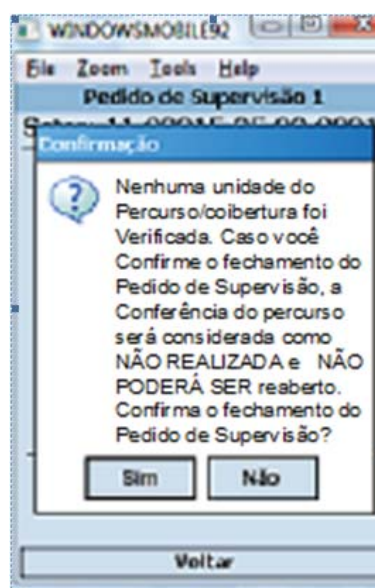 WINDOWSMOBILE92
File Zoom Tools Help
Pedido de Supervisão 1
Confirmação
Nenhuma unidade do
Percurso/coibertura foi
Verificada. Caso você
Confirme o fechamento do
Pedido de Supervisão, a
Conferência do percurso
será considerada como
NÃO REALIZADA e NÃO
PODERÁ SER reaberto.
Confirma o fechamento do
Pedido de Supervisão?
Sim Não
Voltar